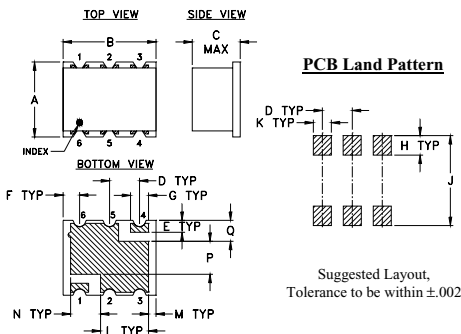 TOP VIEW
SIDE VIEW
B
C
MAX
1 2 3
A
INDEX
6 5 4
PCB Land Pattern
D TYP
K TYP
H TYP
J
BOTTOM VIEW
D TYP
F TYP
G TYP
6 5 4
E TYP
Q
P
1 2 3
N TYP
M TYP
L TYP
Suggested Layout,
Tolerance to be within ±.002